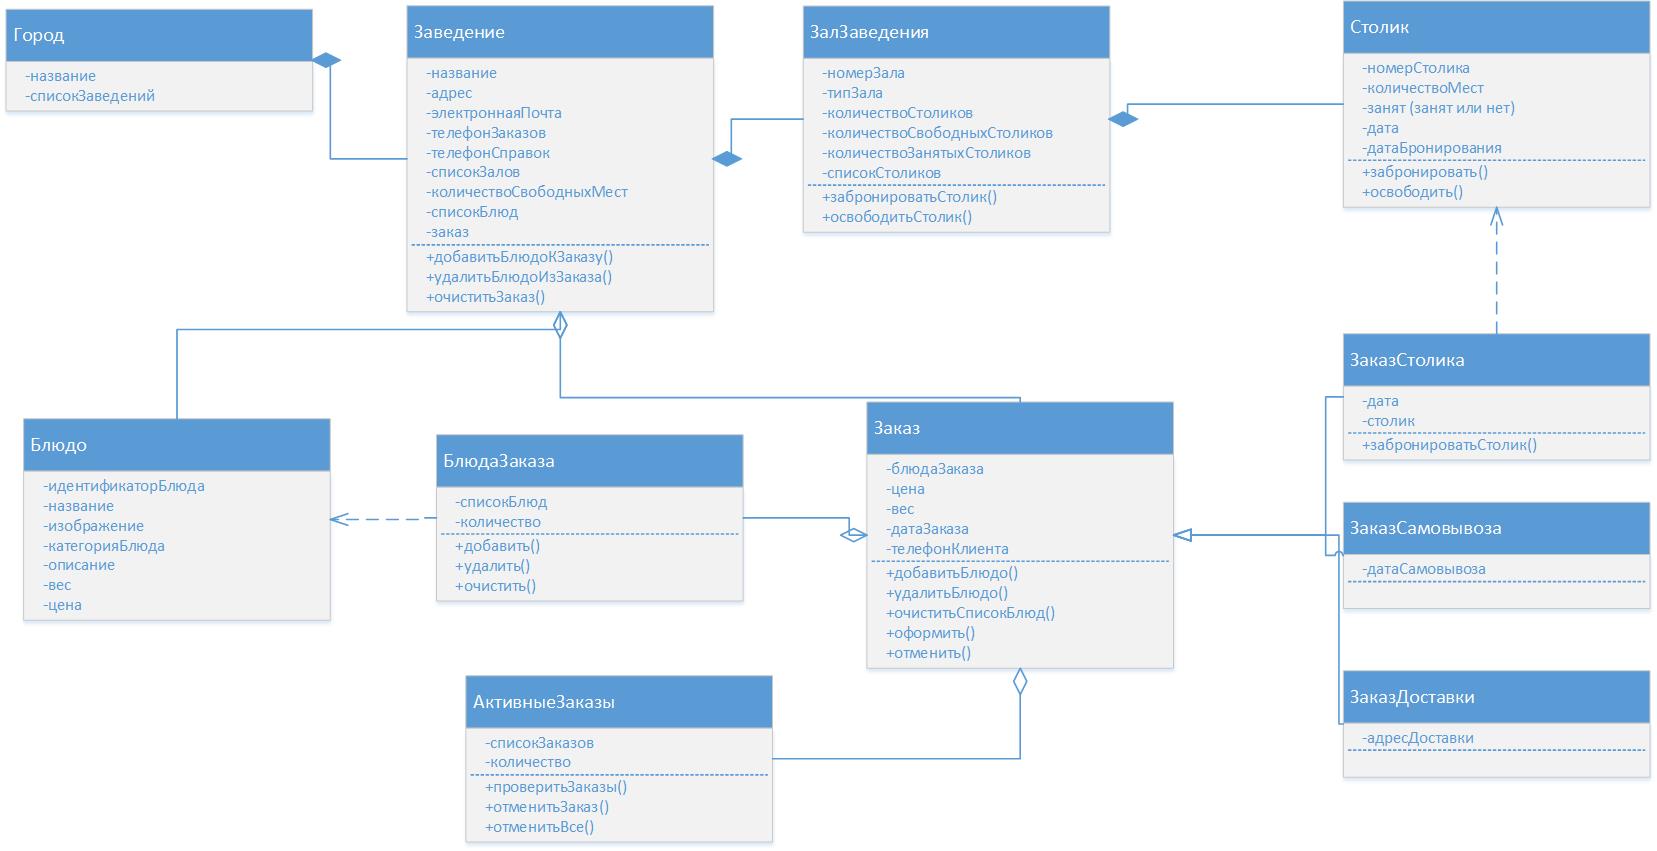 Город
-название
-списокЗаведений
Заведение
-название
-адрес
-электроннаяПочта
-телефонЗаказов
-телефонСправок
-списокЗалов
-количествоСвободныхМест
-списокБлюд
-заказ
+добавитьБлюдоКЗаказу()
+удалитьБлюдоИзЗаказа()
+очиститьЗаказ()
ЗалЗаведения
-номерЗала
-типЗала
-количествоСтоликов
-количествоСвободныхСтоликов
-количествоЗанятыхСтоликов
-списокСтоликов
+забронироватьСтолик()
+освободитьСтолик()
Столик
-номерСтолика
-количествоМест
-занят (занят или нет)
-дата
-датаБронирования
+забронировать()
+освободить()
Блюдо
-идентификаторБлюда
-название
-изображение
-категорияБлюда
-описание
-вес
-цена
БлюдаЗаказа
-списокБлюд
-количество
+добавить()
+удалить()
+очистить()
Заказ
-блюдаЗаказа
-цена
-вес
-датаЗаказа
-телефонКлиента
+добавитьБлюдо()
+удалитьБлюдо()
+очиститьСписокБлюд()
+оформить()
+отменить()
ЗаказСтолика
-дата
-столик
+забронироватьСтолик()
ЗаказСамовывоза
-датаСамовывоза
ЗаказДоставки
-адресДоставки
АктивныеЗаказы
-списокЗаказов
-количество
+проверитьЗаказы()
+отменитьЗаказ()
+отменитьВсе()